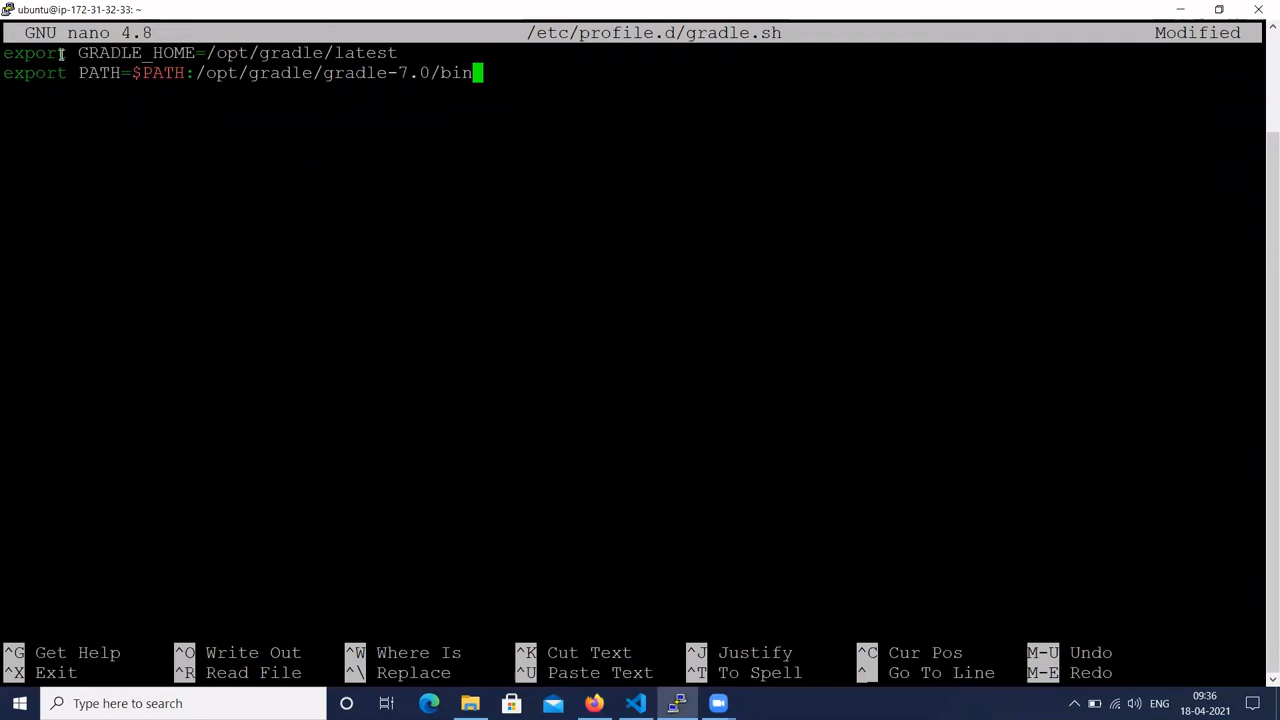 ubuntu@ip-172-31-32-33: ~
GNU nano 4.8 /etc/profile.d/gradle.sh Modified
export GRADLE_HOME=/opt/gradle/latest
export PATH=$PATH:/opt/gradle/gradle-7.0/bin
^G Get Help ^O Write Out ^W Where Is ^K Cut Text ^J Justify ^C Cur Pos M-U Undo
^X Exit ^R Read File ^\ Replace ^U Paste Text ^T To Spell ^_ Go To Line M-E Redo
Type here to search
ENG
09:36
18-04-2021